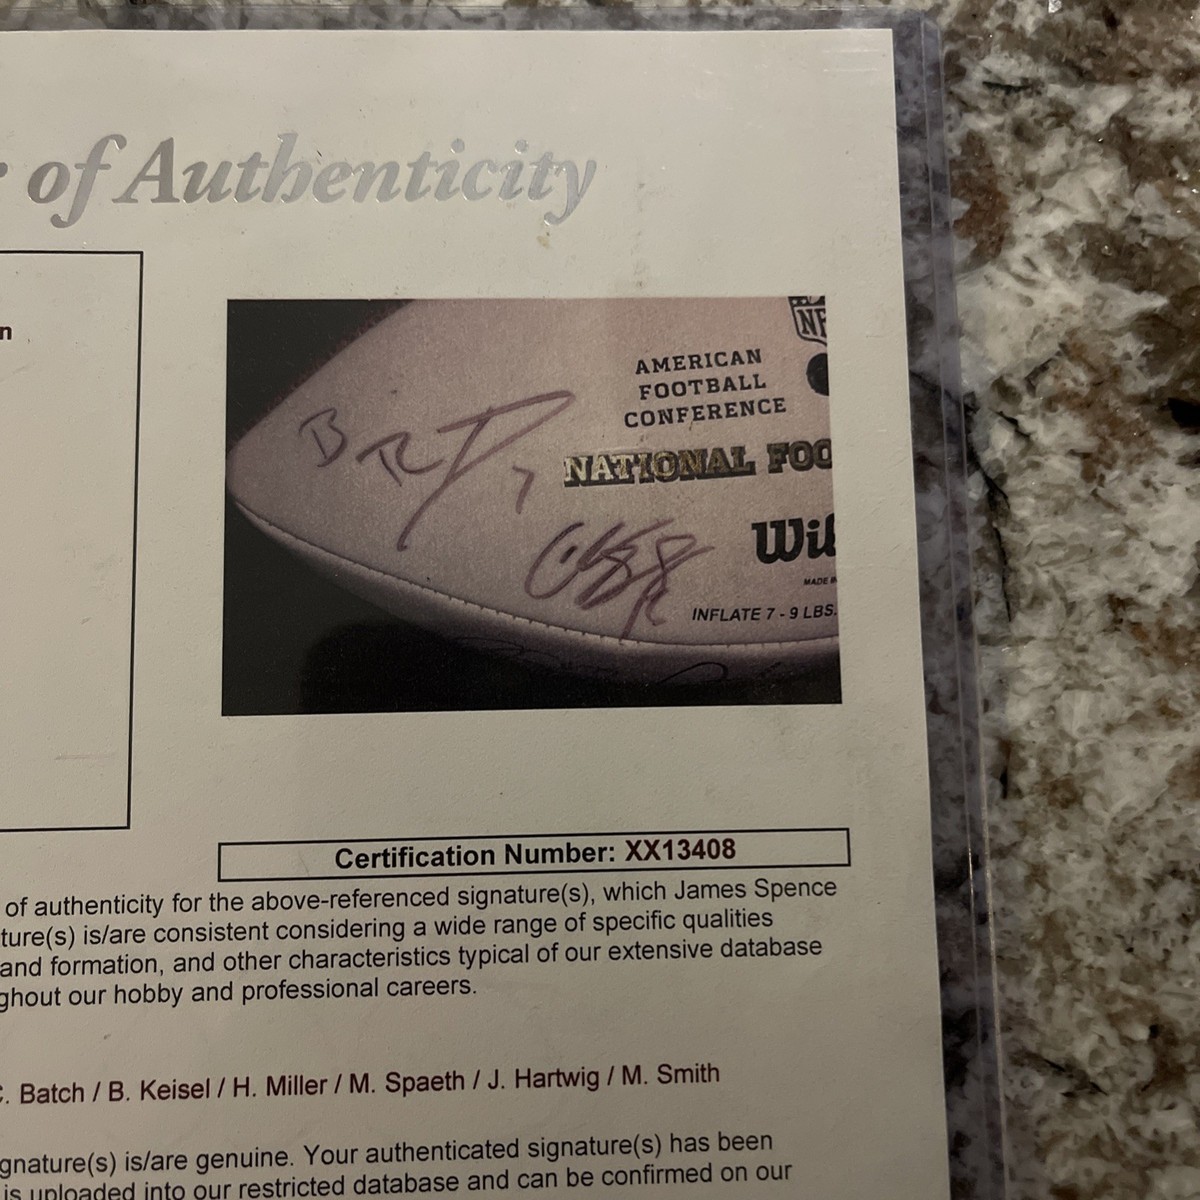 of Authenticity
n
NF
AMERICAN
FOOTBALL
CONFERENCE
NATIONAL FOO
Wil
MADE
INFLATE 7 - 9 LBS.
7
Certification Number: XX13408
of authenticity for the above-referenced signature(s), which James Spence
ture(s) is/are consistent considering a wide range of specific qualities
and formation, and other characteristics typical of our extensive database
ghout our hobby and professional careers.
C. Batch / B. Keisel / H. Miller / M. Spaeth / J. Hartwig / M. Smith
gnature(s) is/are genuine. Your authenticated signature(s) has been
is uploaded into our restricted database and can be confirmed on our